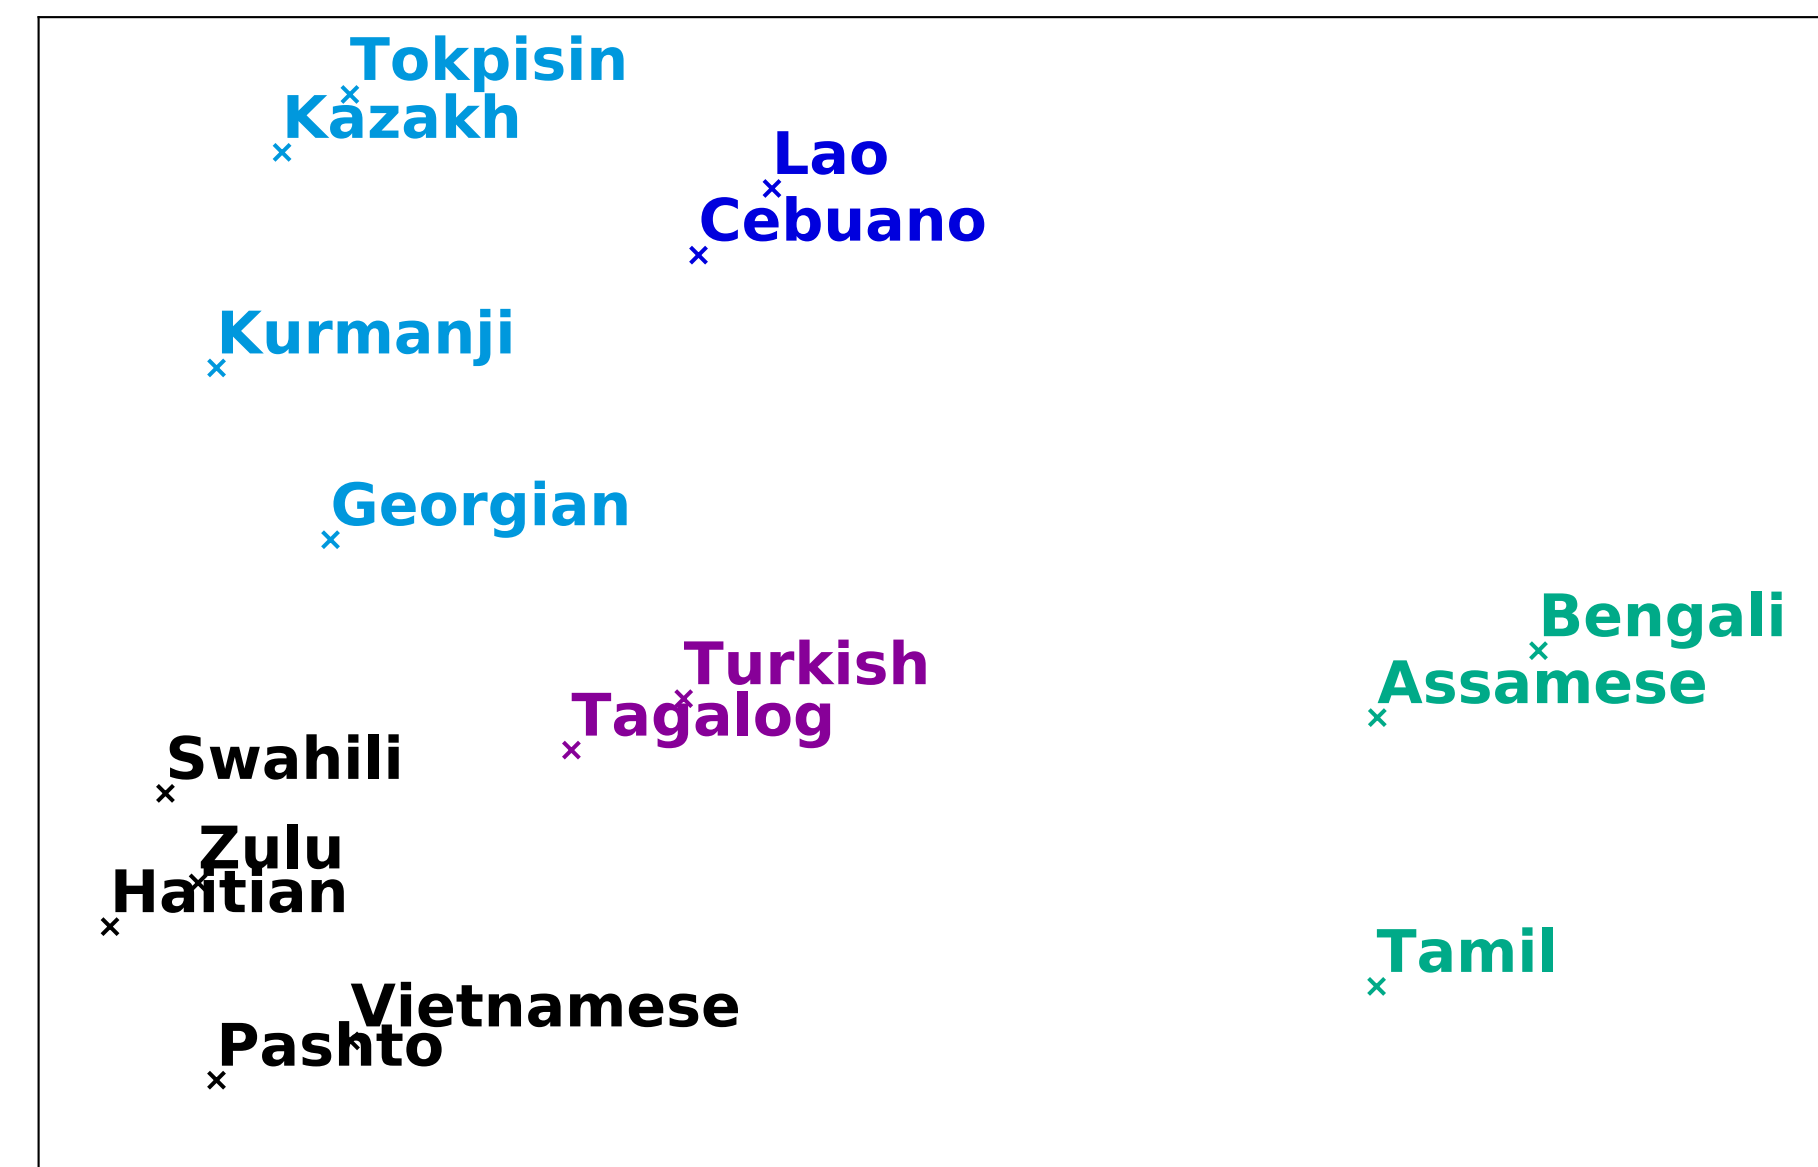 Tokpisin
Kazakh
Lao
Cebuano
Kurmanji
Georgian
Bengali
Turkish
Assamese
Tagalog
Swahili
Zulu
Haitian
Tamil
Vietnamese
Pashto